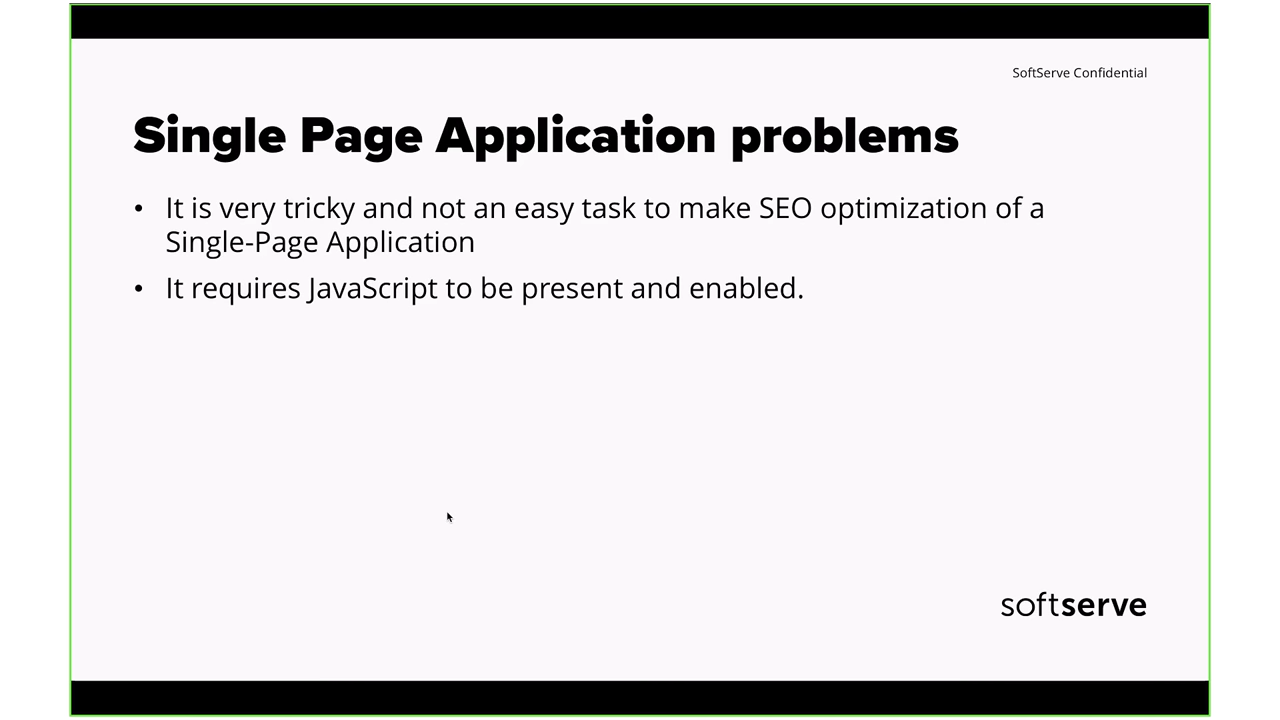 SoftServe Confidential
Single Page Application problems
• It is very tricky and not an easy task to make SEO optimization of a
Single-Page Application
• It requires JavaScript to be present and enabled.
softserve